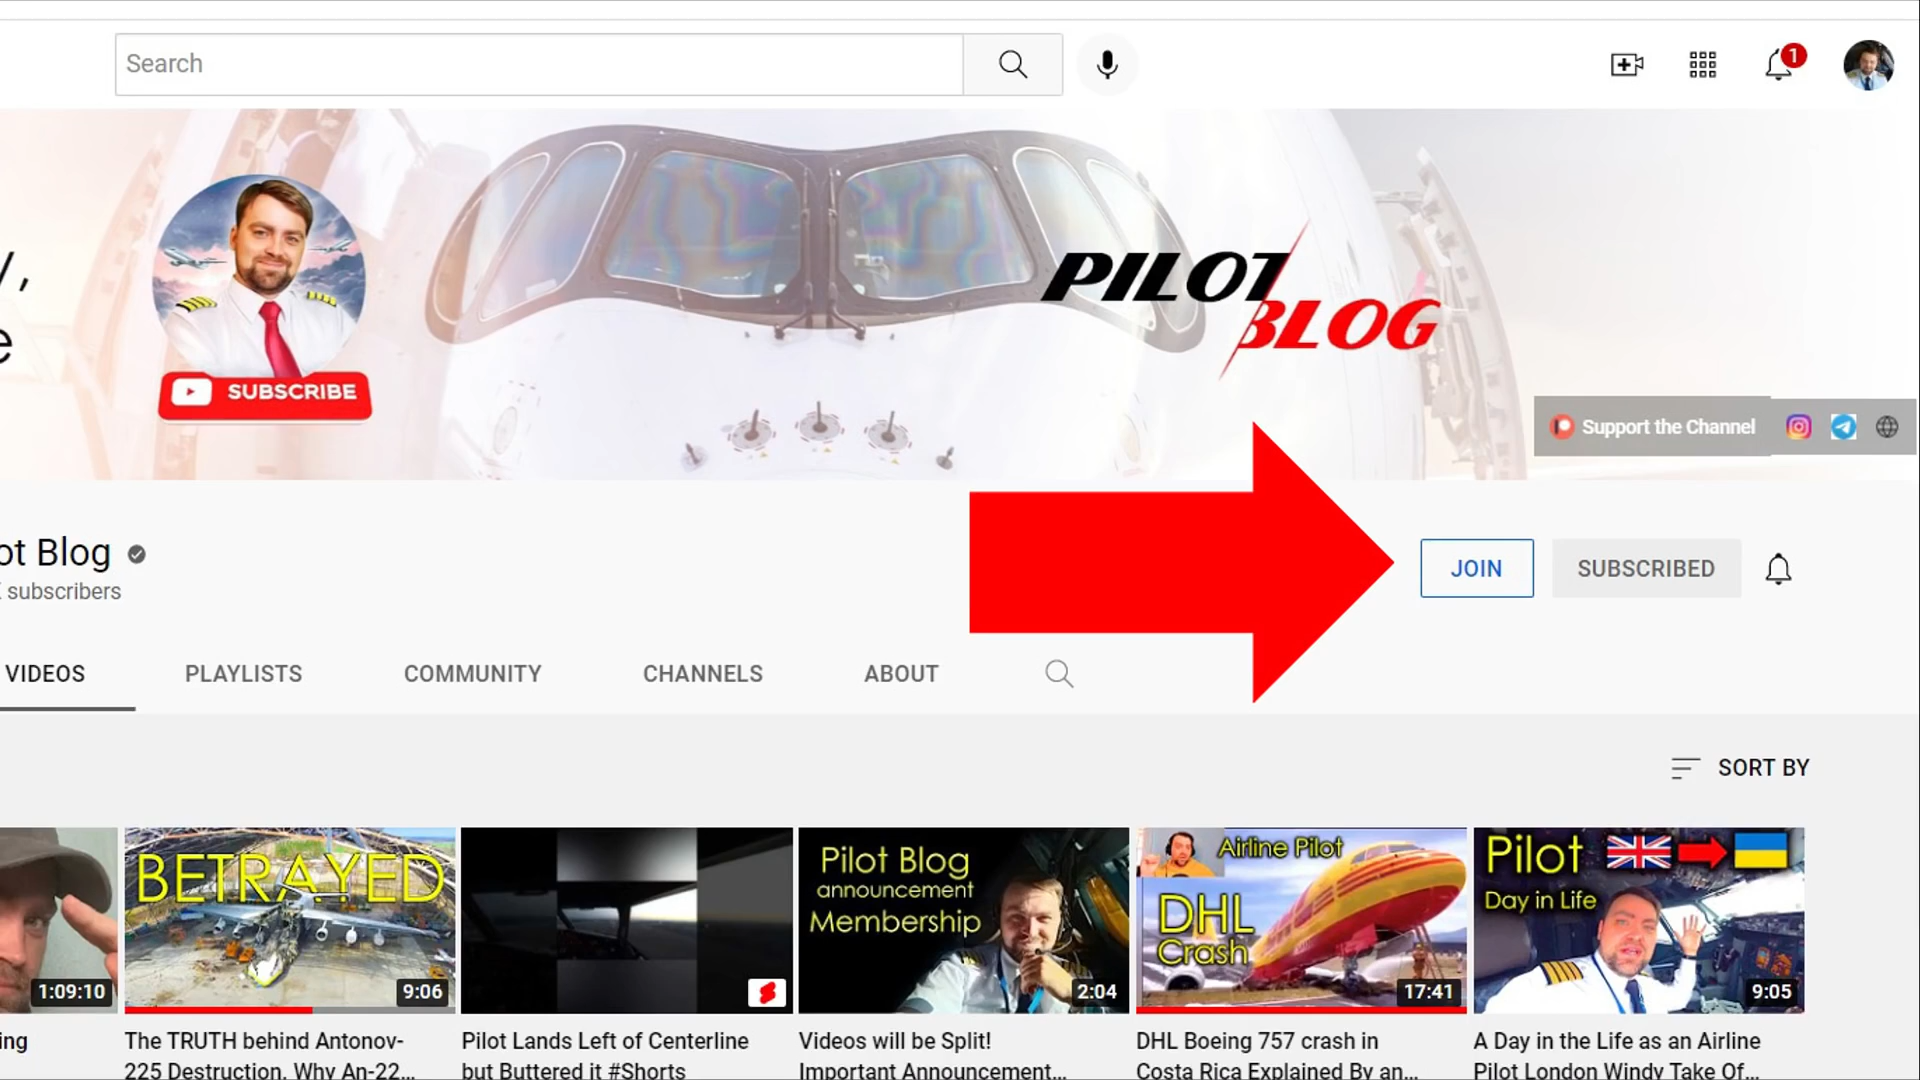 Search
1
y,
e
PILOT
BLOG
SUBSCRIBE
Support the Channel
ot Blog
subscribers
JOIN
SUBSCRIBED
VIDEOS
PLAYLISTS
COMMUNITY
CHANNELS
ABOUT
SORT BY
1:09:10
BETRAYED
9:06
Pilot Blog
announcement
Membership
2:04
Airline Pilot
DHL
Crash
17:41
Pilot
Day in Life
9:05
ing
The TRUTH behind Antonov-
225 Destruction. Why An-22...
Pilot Lands Left of Centerline
but Buttered it #Shorts
Videos will be Split!
Important Announcement...
DHL Boeing 757 crash in
Costa Rica Explained By an...
A Day in the Life as an Airline
Pilot London Windy Take Of...